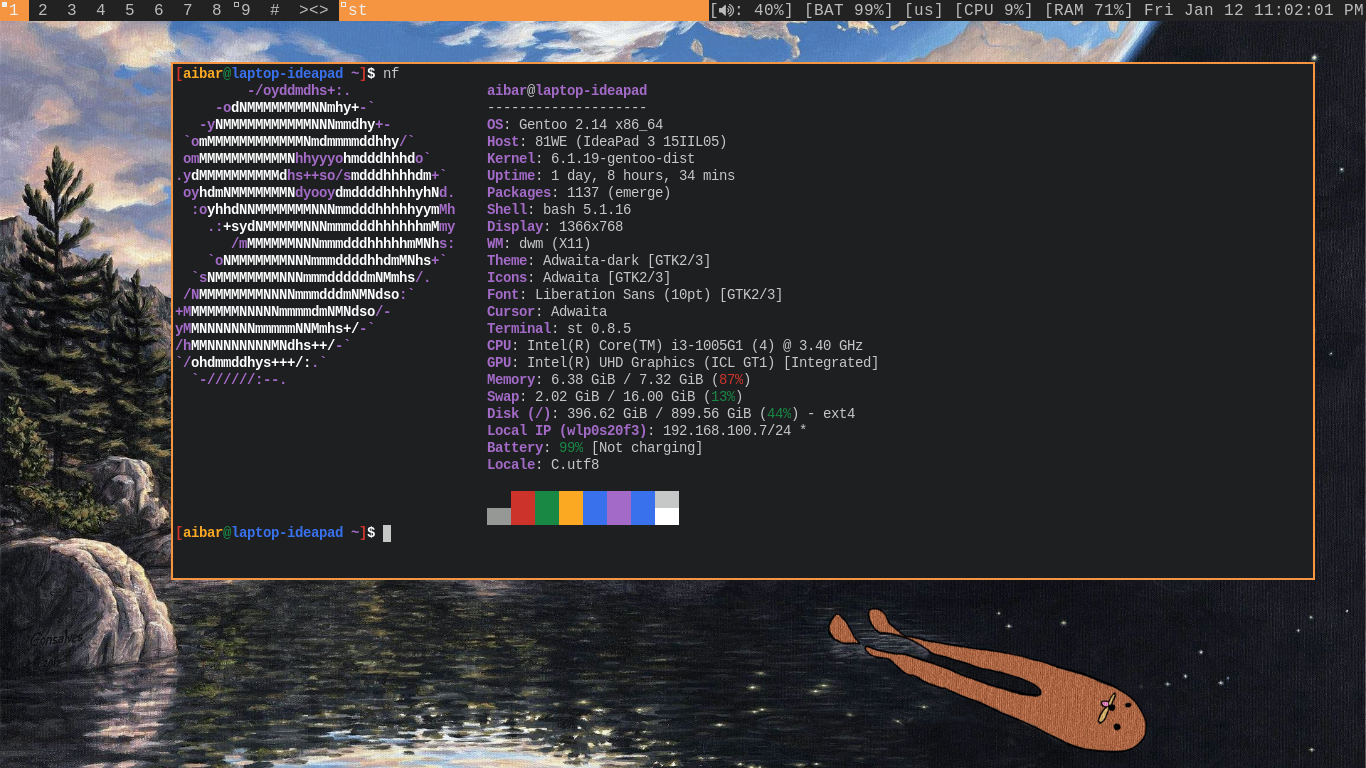 1 2 3 4 5 6 7 8 9 # ><> st [🔊: 40%] [BAT 99%] [us] [CPU 9%] [RAM 71%] Fri Jan 12 11:02:01 PM
[aibar@laptop-ideapad ~]$ nf
-/oyddmdhs+:. aibar@laptop-ideapad
-odNMMMMMMMMNNmhy+-` --------------------
-yNMMMMMMMMMMMNNNmmdhy+- OS: Gentoo 2.14 x86_64
`omMMMMMMMMMMMMNmdmmmmddhhy/` Host: 81WE (IdeaPad 3 15IIL05)
omMMMMMMMMMMMNhhyyyohmdddhhhdo` Kernel: 6.1.19-gentoo-dist
.ydMMMMMMMMMMdhs++so/smdddhhhhdm+` Uptime: 1 day, 8 hours, 34 mins
oyhdmNMMMMMMMNdyooydmddddhhhhyhNd. Packages: 1137 (emerge)
:oyhhdNNMMMMMMMNNNmmdddhhhhhyymMh Shell: bash 5.1.16
.:+sydNMMMMMNNNmmmdddhhhhhhmMmy Display: 1366x768
/mMMMMMMNNNmmmdddhhhhhmMNhs: WM: dwm (X11)
`oNMMMMMMMNNNmmmddddhhdmMNhs+` Theme: Adwaita-dark [GTK2/3]
`sNMMMMMMMMNNNmmmdddddmNMmhs/. Icons: Adwaita [GTK2/3]
/NMMMMMMMMNNNNmmmdddmNMNdso:` Font: Liberation Sans (10pt) [GTK2/3]
+MMMMMMMNNNNNmmmmdmNMNdso/- Cursor: Adwaita
yMMNNNNNNNmmmmmNNMmhs+/-` Terminal: st 0.8.5
/hMMNNNNNNNNMNdhs++/-` CPU: Intel(R) Core(TM) i3-1005G1 (4) @ 3.40 GHz
`/ohdmmddhys+++/:.` GPU: Intel(R) UHD Graphics (ICL GT1) [Integrated]
`-//////:--. Memory: 6.38 GiB / 7.32 GiB (87%)
Swap: 2.02 GiB / 16.00 GiB (13%)
Disk (/): 396.62 GiB / 899.56 GiB (44%) - ext4
Local IP (wlp0s20f3): 192.168.100.7/24 *
Battery: 99% [Not charging]
Locale: C.utf8
[aibar@laptop-ideapad ~]$
Gonsalves